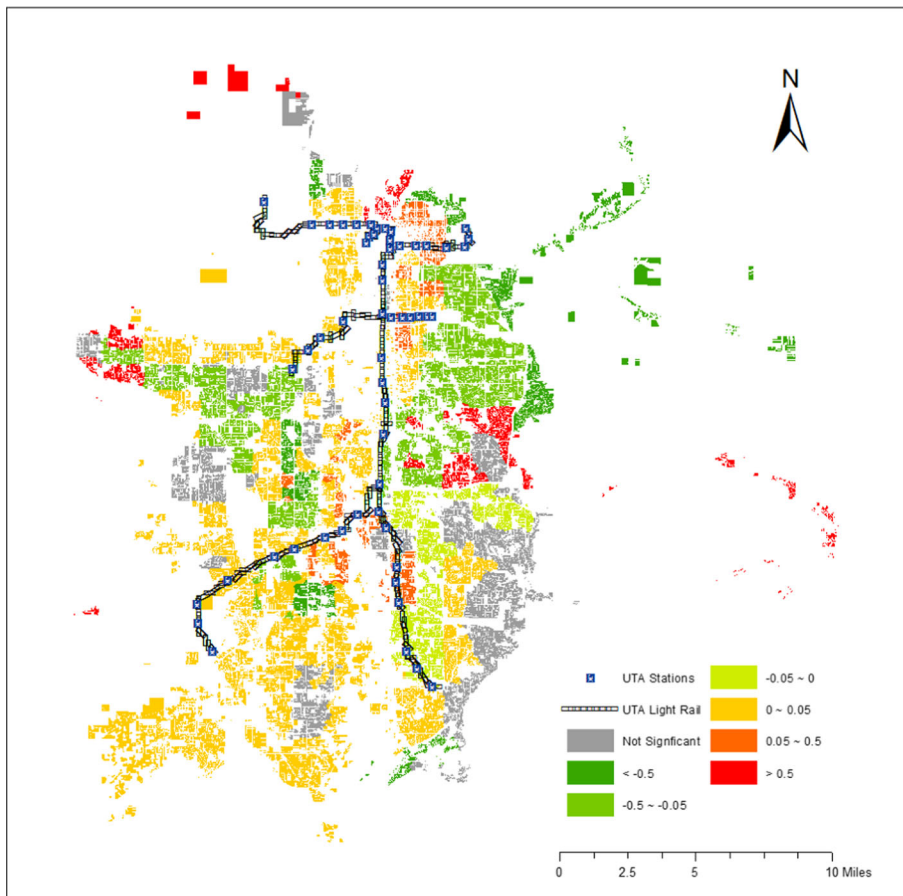 N
UTA Stations
UTA Light Rail
Not Signficant
< -0.5
-0.5 ~ -0.05
-0.05 ~ 0
0 ~ 0.05
0.05 ~ 0.5
> 0.5
0 2.5 5 10 Miles